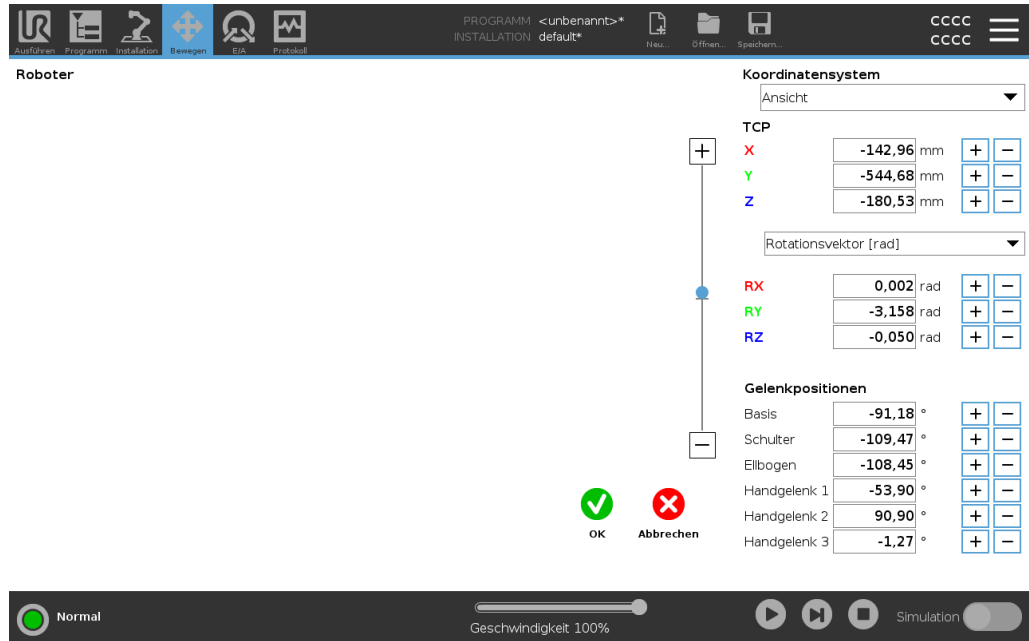 PROGRAMM <unbenannt>*
INSTALLATION default*
Ausführen Programm Installation Bewegen E/A Protokoll
Neu... Öffnen... Speichern...
CCCC
CCCC
Roboter
Koordinatensystem
Ansicht
TCP
X -142,96 mm + −
Y -544,68 mm + −
Z -180,53 mm + −
Rotationsvektor [rad]
RX 0,002 rad + −
RY -3,158 rad + −
RZ -0,050 rad + −
Gelenkpositionen
Basis -91,18 ° + −
Schulter -109,47 ° + −
Ellbogen -108,45 ° + −
Handgelenk 1 -53,90 ° + −
Handgelenk 2 90,90 ° + −
Handgelenk 3 -1,27 ° + −
OK Abbrechen
Normal
Geschwindigkeit 100%
Simulation